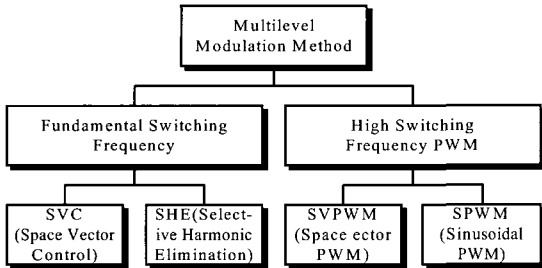 Multilevel
Modulation Method
Fundamental Switching
Frequency
High Switching
Frequency PWM
SVC
(Space Vector
Control)
SHE(Select-
ive Harmonic
Elimination)
SVPWM
(Space ector
PWM)
SPWM
(Sinusoidal
PWM)